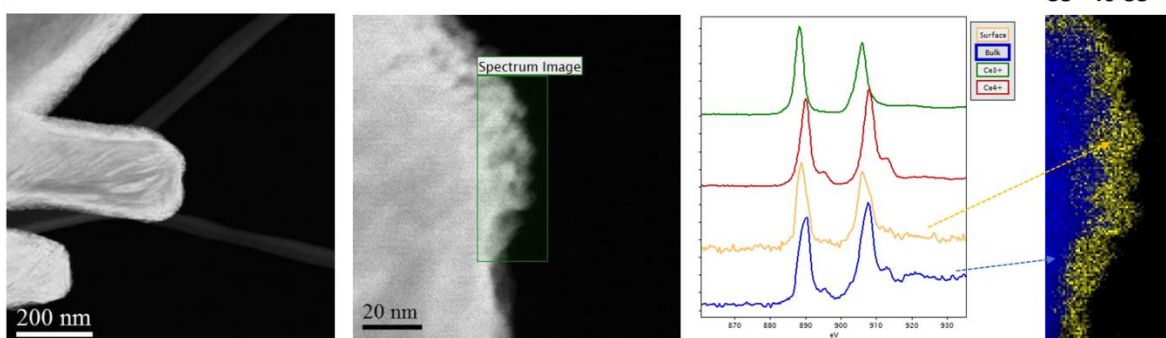 200 nm
Spectrum Image
20 nm
Surface
Bulk
Ce3+
Ce4+
870 880 890 900 910 920 930
eV